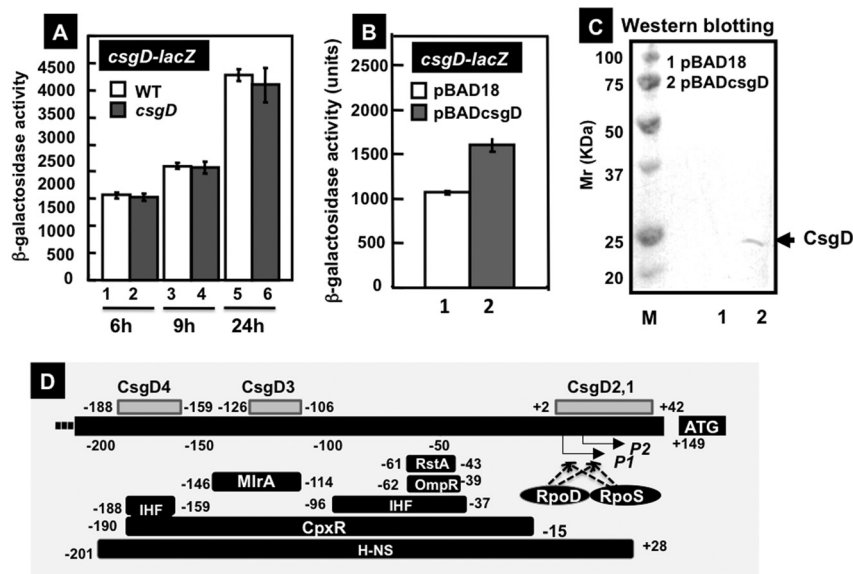 A
csgD-lacZ
WT
csgD
β-galactosidase activity
4500
4000
3500
3000
2500
2000
1500
1000
500
0
1 2 3 4 5 6
6h 9h 24h
B
csgD-lacZ
pBAD18
pBADcsgD
β-galactosidase activity (units)
2500
2000
1500
1000
500
0
1 2
C Western blotting
1 pBAD18
2 pBADcsgD
Mr (KDa)
100
75
50
37
25
20
CsgD
M 1 2
D
CsgD4 CsgD3 CsgD2,1
-188 -159 -126 -106 +2 +42
ATG
-200 -150 -100 -50 +149
P2
P1
-61 RstA -43
-146 MlrA -114 -62 OmpR -39
RpoD RpoS
-188 IHF -159 -96 IHF -37
-190 CpxR -15
-201 H-NS +28